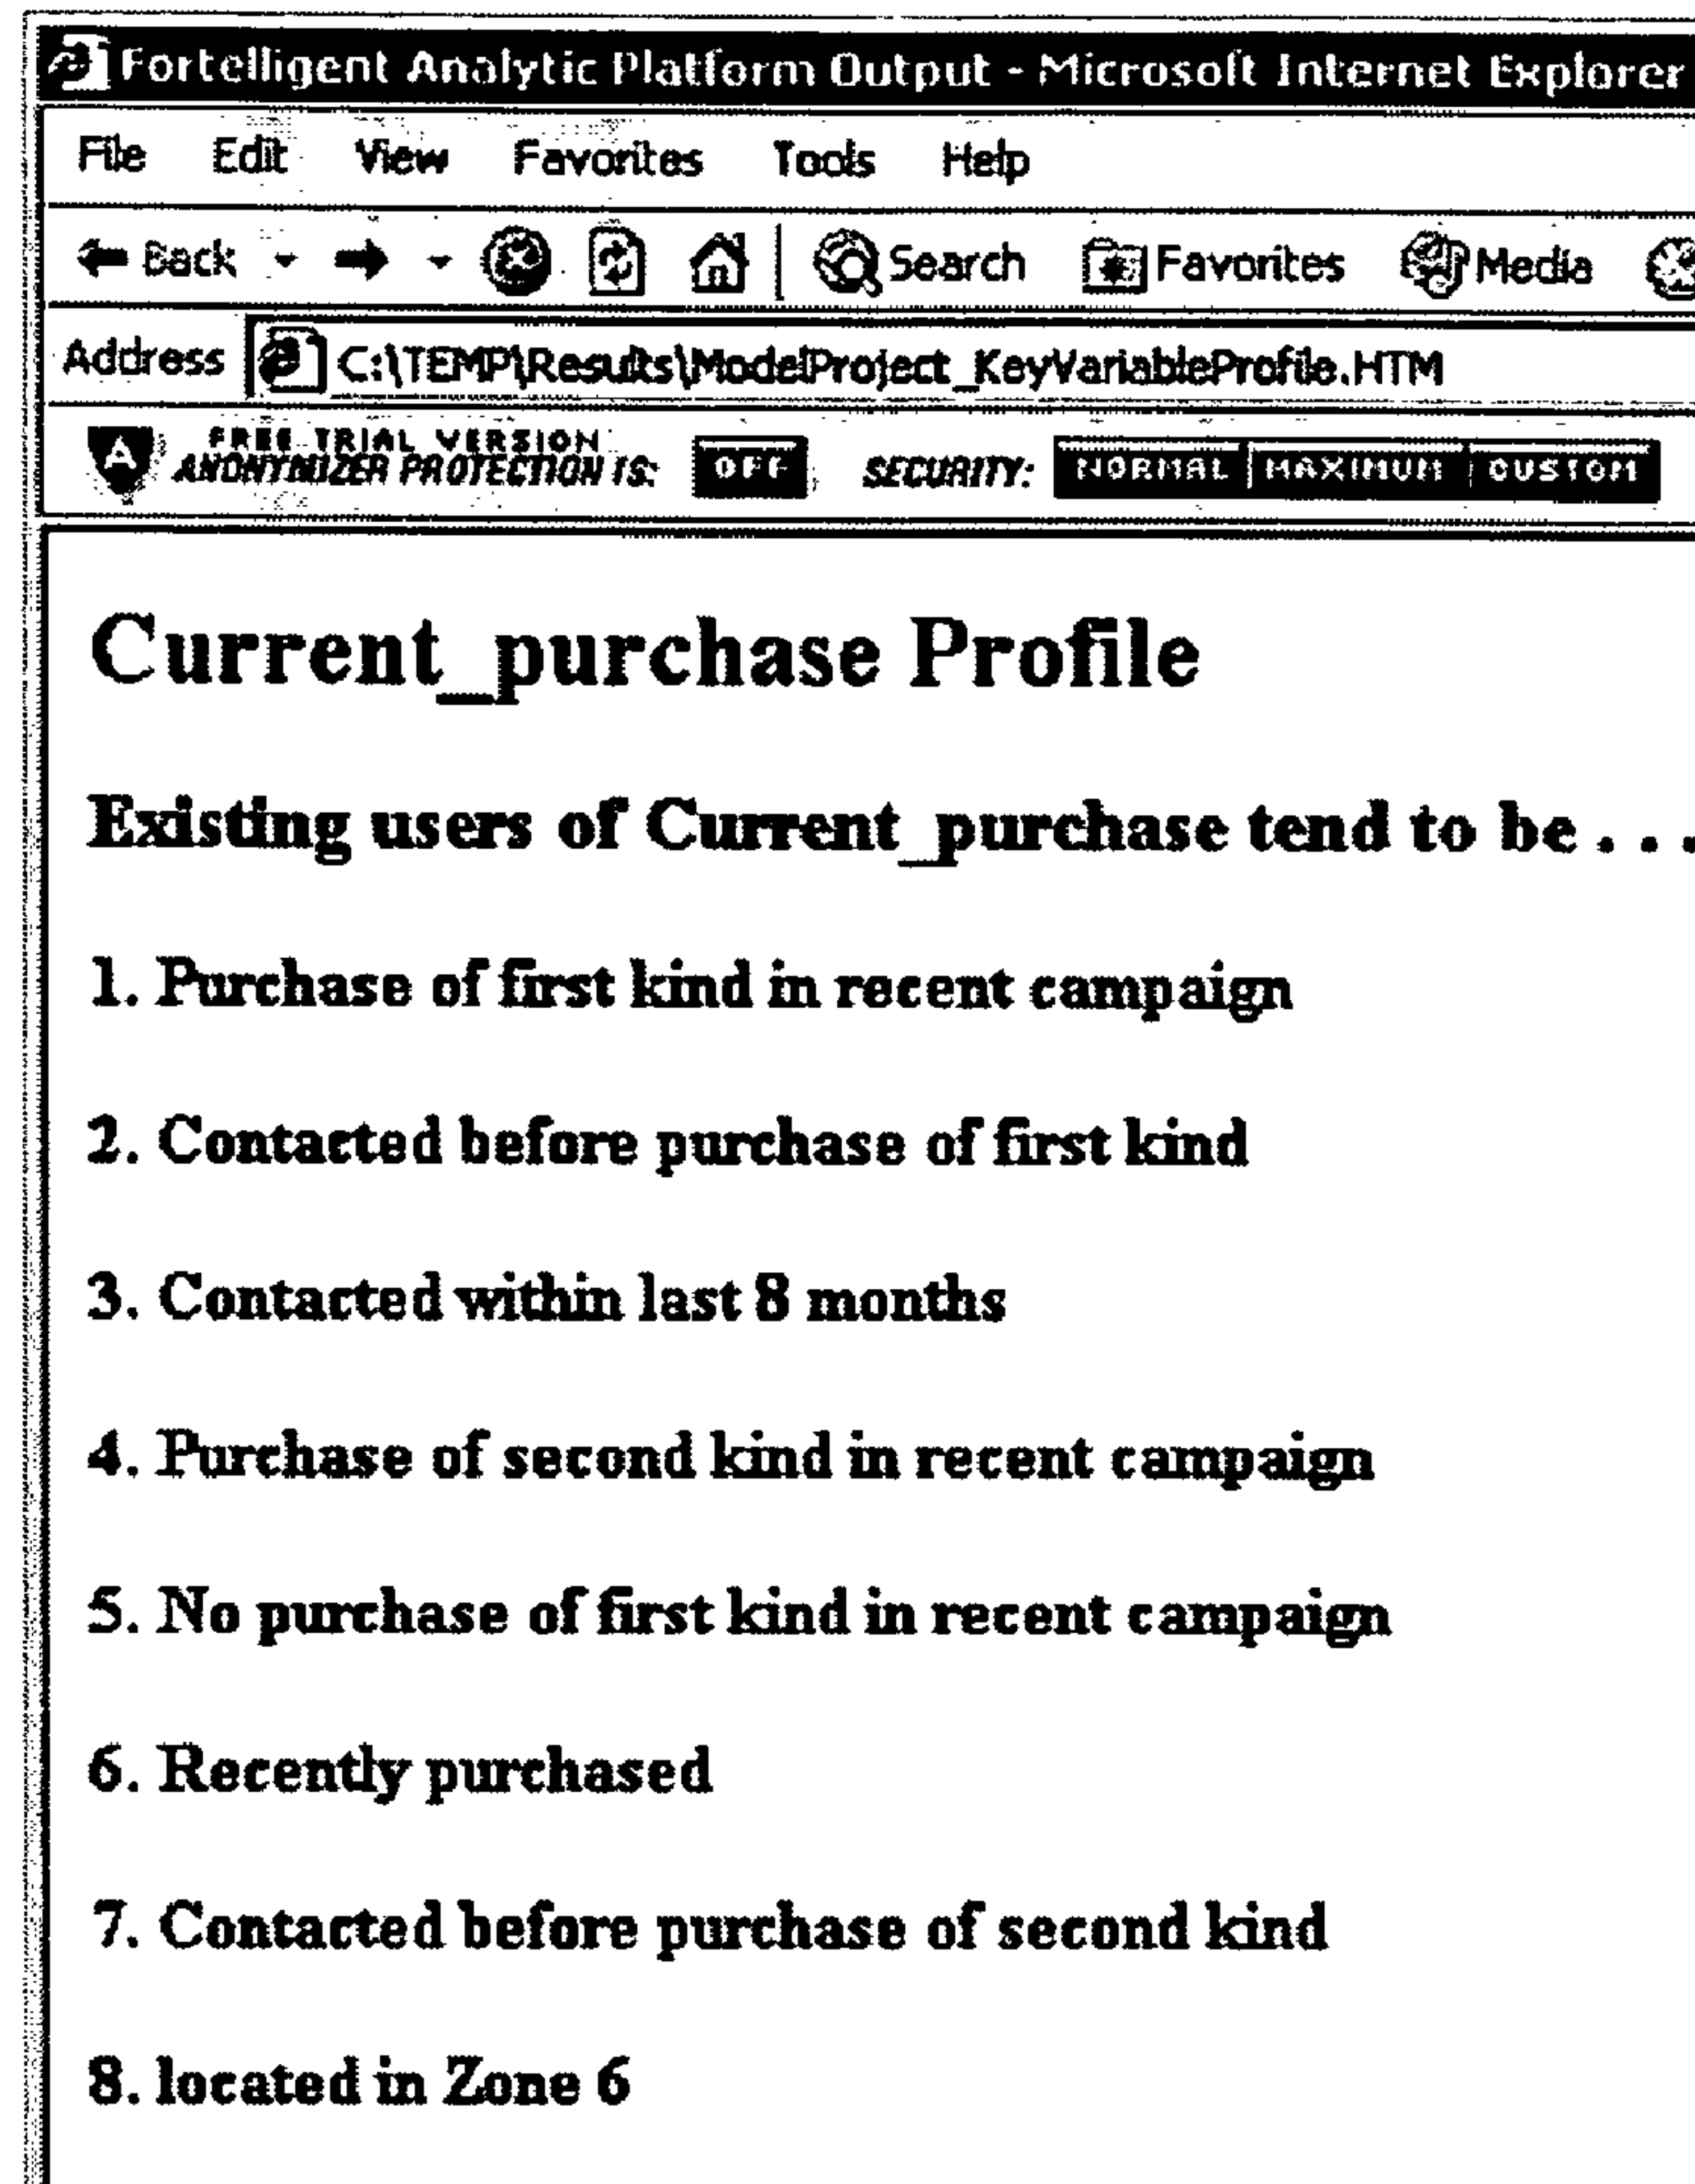 Fortelligent Analytic Platform Output - Microsoft Internet Explorer
File Edit View Favorites Tools Help
Back Search Favorites Media
Address C:\TEMP\Results\ModelProject_KeyVariableProfile.HTM
FREE TRIAL VERSION
ANONYMIZER PROTECTION IS: OFF SECURITY: NORMAL MAXIMUM CUSTOM
Current_purchase Profile
Existing users of Current_purchase tend to be . . .
1. Purchase of first kind in recent campaign
2. Contacted before purchase of first kind
3. Contacted within last 8 months
4. Purchase of second kind in recent campaign
5. No purchase of first kind in recent campaign
6. Recently purchased
7. Contacted before purchase of second kind
8. located in Zone 6